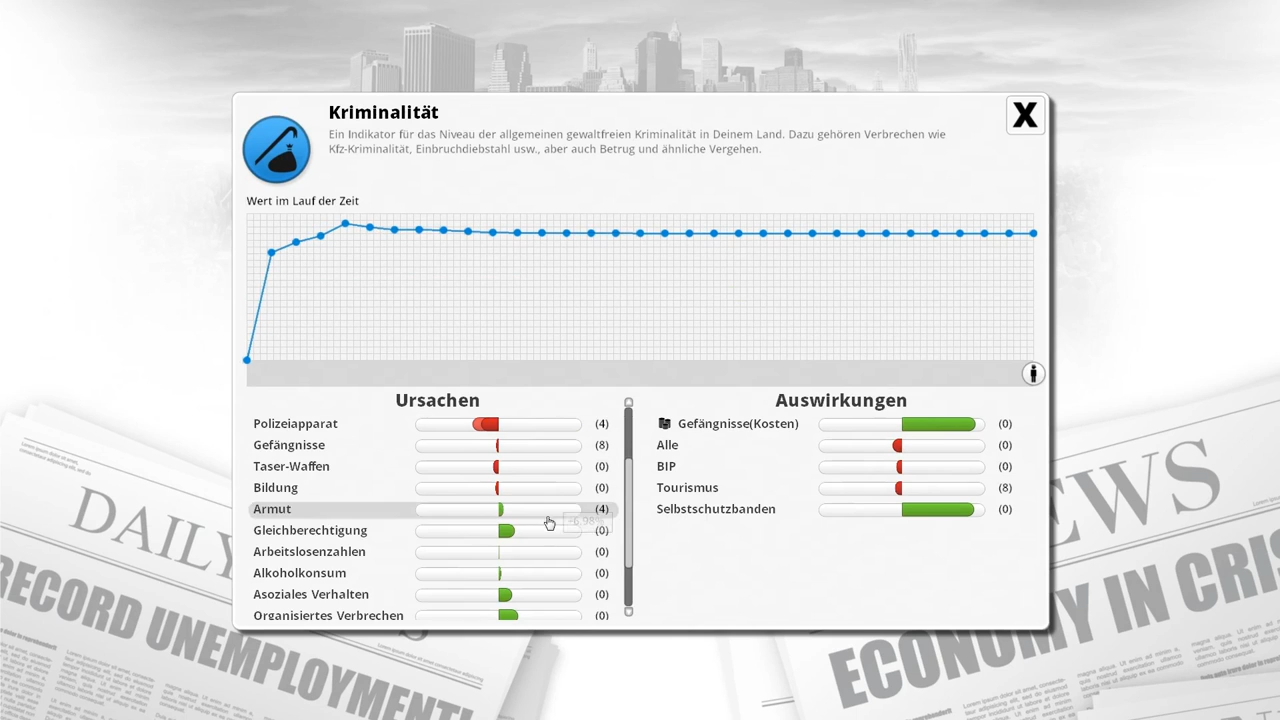 Kriminalität
X
Ein Indikator für das Niveau der allgemeinen gewaltfreien Kriminalität in Deinem Land. Dazu gehören Verbrechen wie
Kfz-Kriminalität, Einbruchdiebstahl usw., aber auch Betrug und ähnliche Vergehen.
Wert im Lauf der Zeit
Ursachen
Polizeiapparat (4)
Gefängnisse (8)
Taser-Waffen (0)
Bildung (0)
Armut (4)
-6.98%
Gleichberechtigung (0)
Arbeitslosenzahlen (0)
Alkoholkonsum (0)
Asoziales Verhalten (0)
Organisiertes Verbrechen (0)
Auswirkungen
Gefängnisse(Kosten) (0)
Alle (0)
BIP (0)
Tourismus (8)
Selbstschutzbanden (0)
DAILY
RECORD UNEMPLOYMENT
EWS
ECONOMY IN CRIS